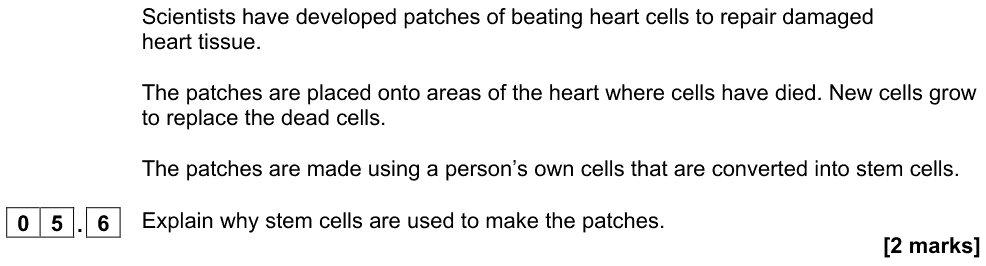 Scientists have developed patches of beating heart cells to repair damaged
heart tissue.
The patches are placed onto areas of the heart where cells have died. New cells grow
to replace the dead cells.
The patches are made using a person’s own cells that are converted into stem cells.
0 5 . 6 Explain why stem cells are used to make the patches.
[2 marks]